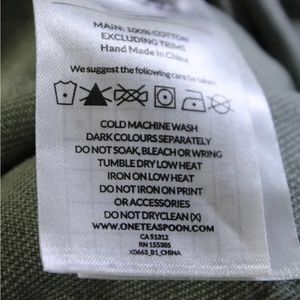 MAIN: 100% COTTON
EXCLUDING TRIMS
Hand Made in China
We suggest the following care be taken
COLD MACHINE WASH
DARK COLOURS SEPARATELY
DO NOT SOAK, BLEACH OR WRING
TUMBLE DRY LOW HEAT
IRON ON LOW HEAT
DO NOT IRON ON PRINT
OR ACCESSORIES
DO NOT DRYCLEAN (X)
WWW.ONETEASPOON.COM
CA 51312
RN 155385
X0663_B1_CHINA